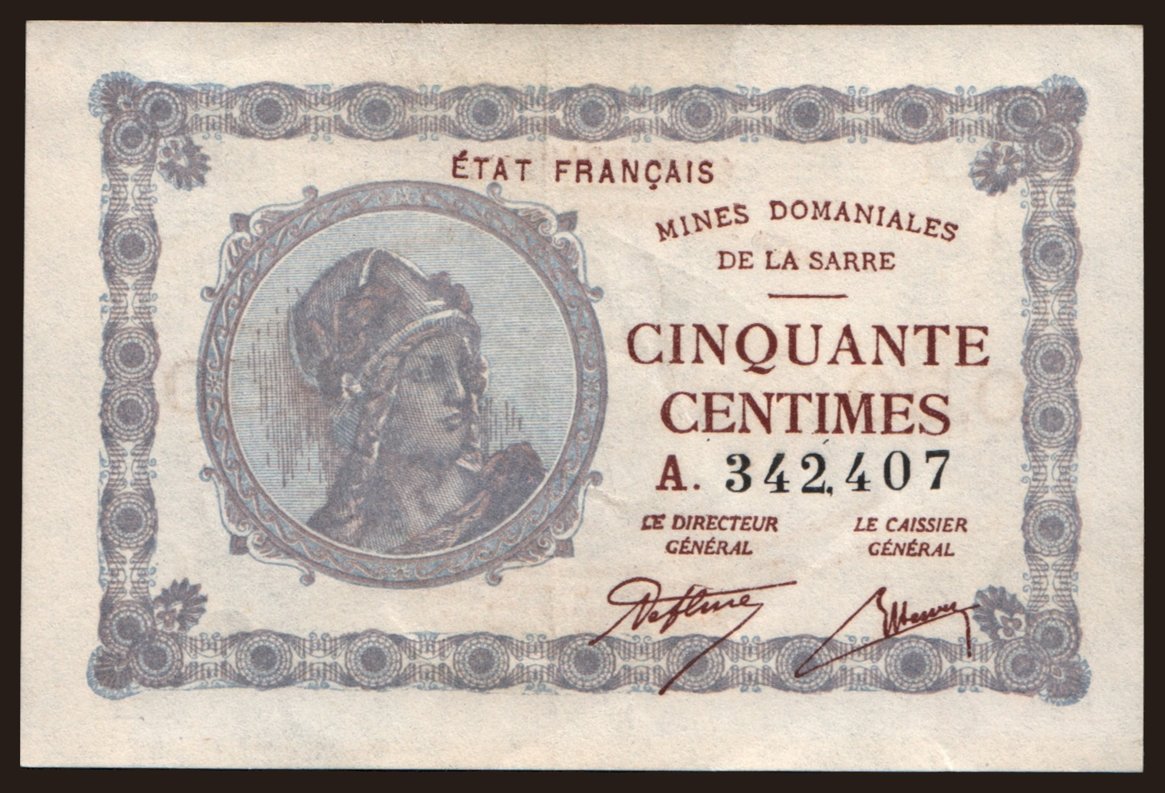 ÉTAT FRANÇAIS
MINES DOMANIALES
DE LA SARRE
CINQUANTE
CENTIMES
A. 342,407
LE DIRECTEUR
GÉNÉRAL
LE CAISSIER
GÉNÉRAL